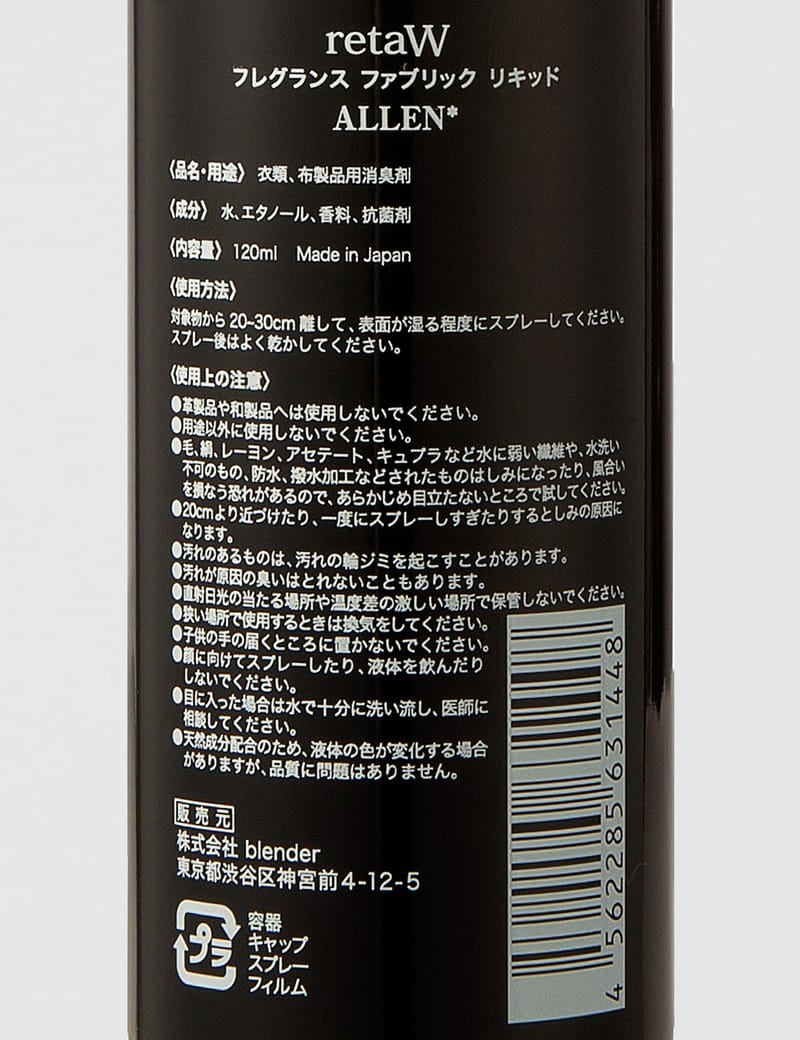 retaW
フレグランス ファブリック リキッド
ALLEN*
〈品名・用途〉 衣類、布製品用消臭剤
〈成分〉 水、エタノール、香料、抗菌剤
〈内容量〉 120ml Made in Japan
〈使用方法〉
対象物から 20~30cm 離して、表面が湿る程度にスプレーしてください。
スプレー後はよく乾かしてください。
〈使用上の注意〉
●革製品や和製品へは使用しないでください。
●用途以外に使用しないでください。
●毛、絹、レーヨン、アセテート、キュプラなど水に弱い繊維や、水洗い
不可のもの、防水、撥水加工などされたものはしみになったり、風合い
を損なう恐れがあるので、あらかじめ目立たないところで試してください。
●20cmより近づけたり、一度にスプレーしすぎたりするとしみの原因に
なります。
●汚れのあるものは、汚れの輪ジミを起こすことがあります。
●汚れが原因の臭いはとれないこともあります。
●直射日光の当たる場所や温度差の激しい場所で保管しないでください。
●狭い場所で使用するときは換気をしてください。
●子供の手の届くところに置かないでください。
●顔に向けてスプレーしたり、液体を飲んだり
しないでください。
●目に入った場合は水で十分に洗い流し、医師に
相談してください。
●天然成分配合のため、液体の色が変化する場合
がありますが、品質に問題はありません。
販売元
株式会社 blender
東京都渋谷区神宮前4-12-5
プラ
容器
キャップ
スプレー
フィルム
4 562285 631448